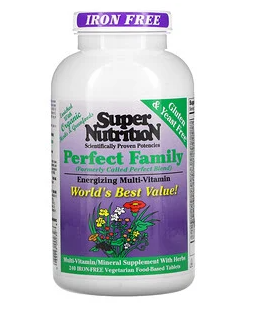 IRON FREE
Super
Nutrition
Scientifically Proven Potencies
Gluten
& Yeast Free
Organic
Perfect Family
(Formerly Called Perfect Blend)
Energizing Multi-Vitamin
World's Best Value!
Multi-Vitamin/Mineral Supplement With Herbs
240 IRON-FREE Vegetarian Food-Based Tablets